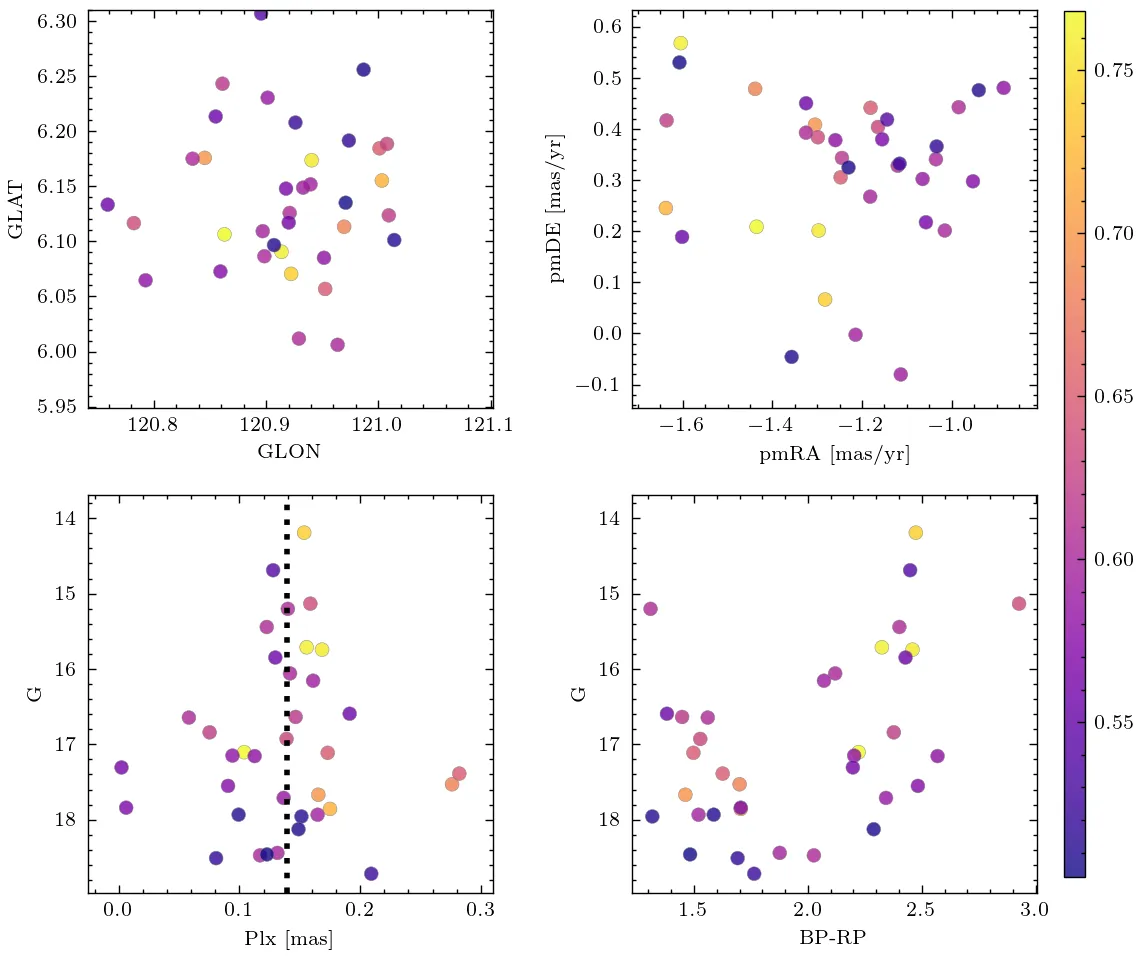 6.30
6.25
6.20
6.15
6.10
6.05
6.00
5.95
GLAT
120.8 120.9 121.0 121.1
GLON
0.6
0.5
0.4
0.3
0.2
0.1
0.0
−0.1
pmDE [mas/yr]
−1.6 −1.4 −1.2 −1.0
pmRA [mas/yr]
14
15
16
17
18
G
0.0 0.1 0.2 0.3
Plx [mas]
14
15
16
17
18
G
1.5 2.0 2.5 3.0
BP-RP
0.75
0.70
0.65
0.60
0.55